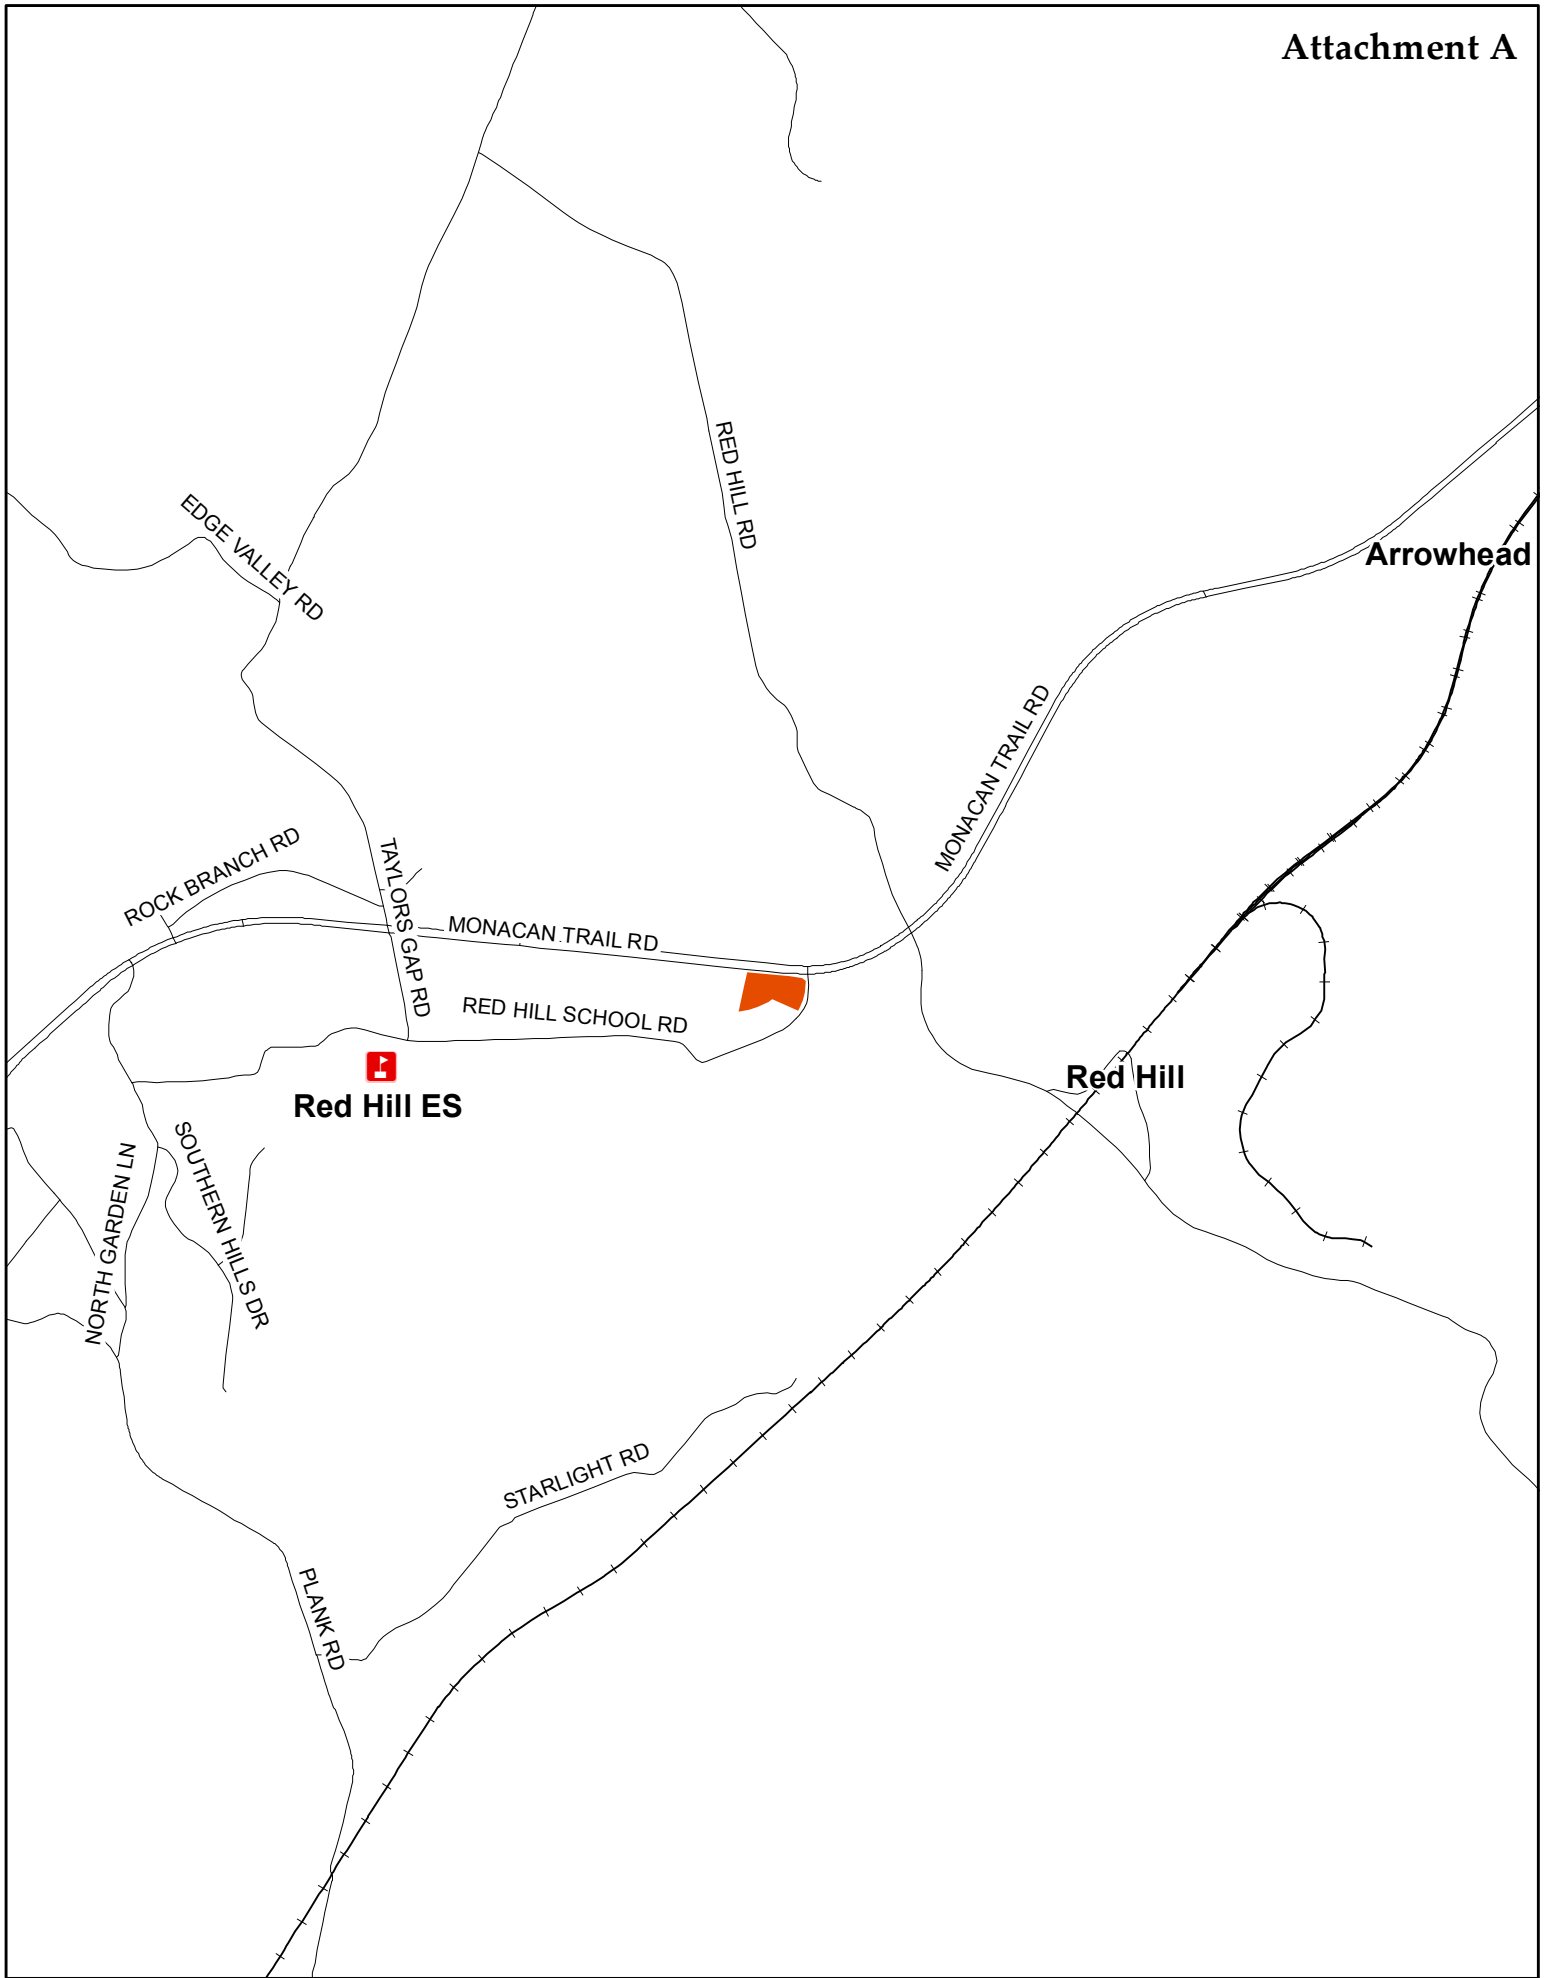 Attachment A
RED HILL RD
EDGE VALLEY RD
Arrowhead
MONACAN TRAIL RD
ROCK BRANCH RD
TAYLORS GAP RD
MONACAN TRAIL RD
RED HILL SCHOOL RD
Red Hill
Red Hill ES
SOUTHERN HILLS DR
NORTH GARDEN LN
STARLIGHT RD
PLANK RD